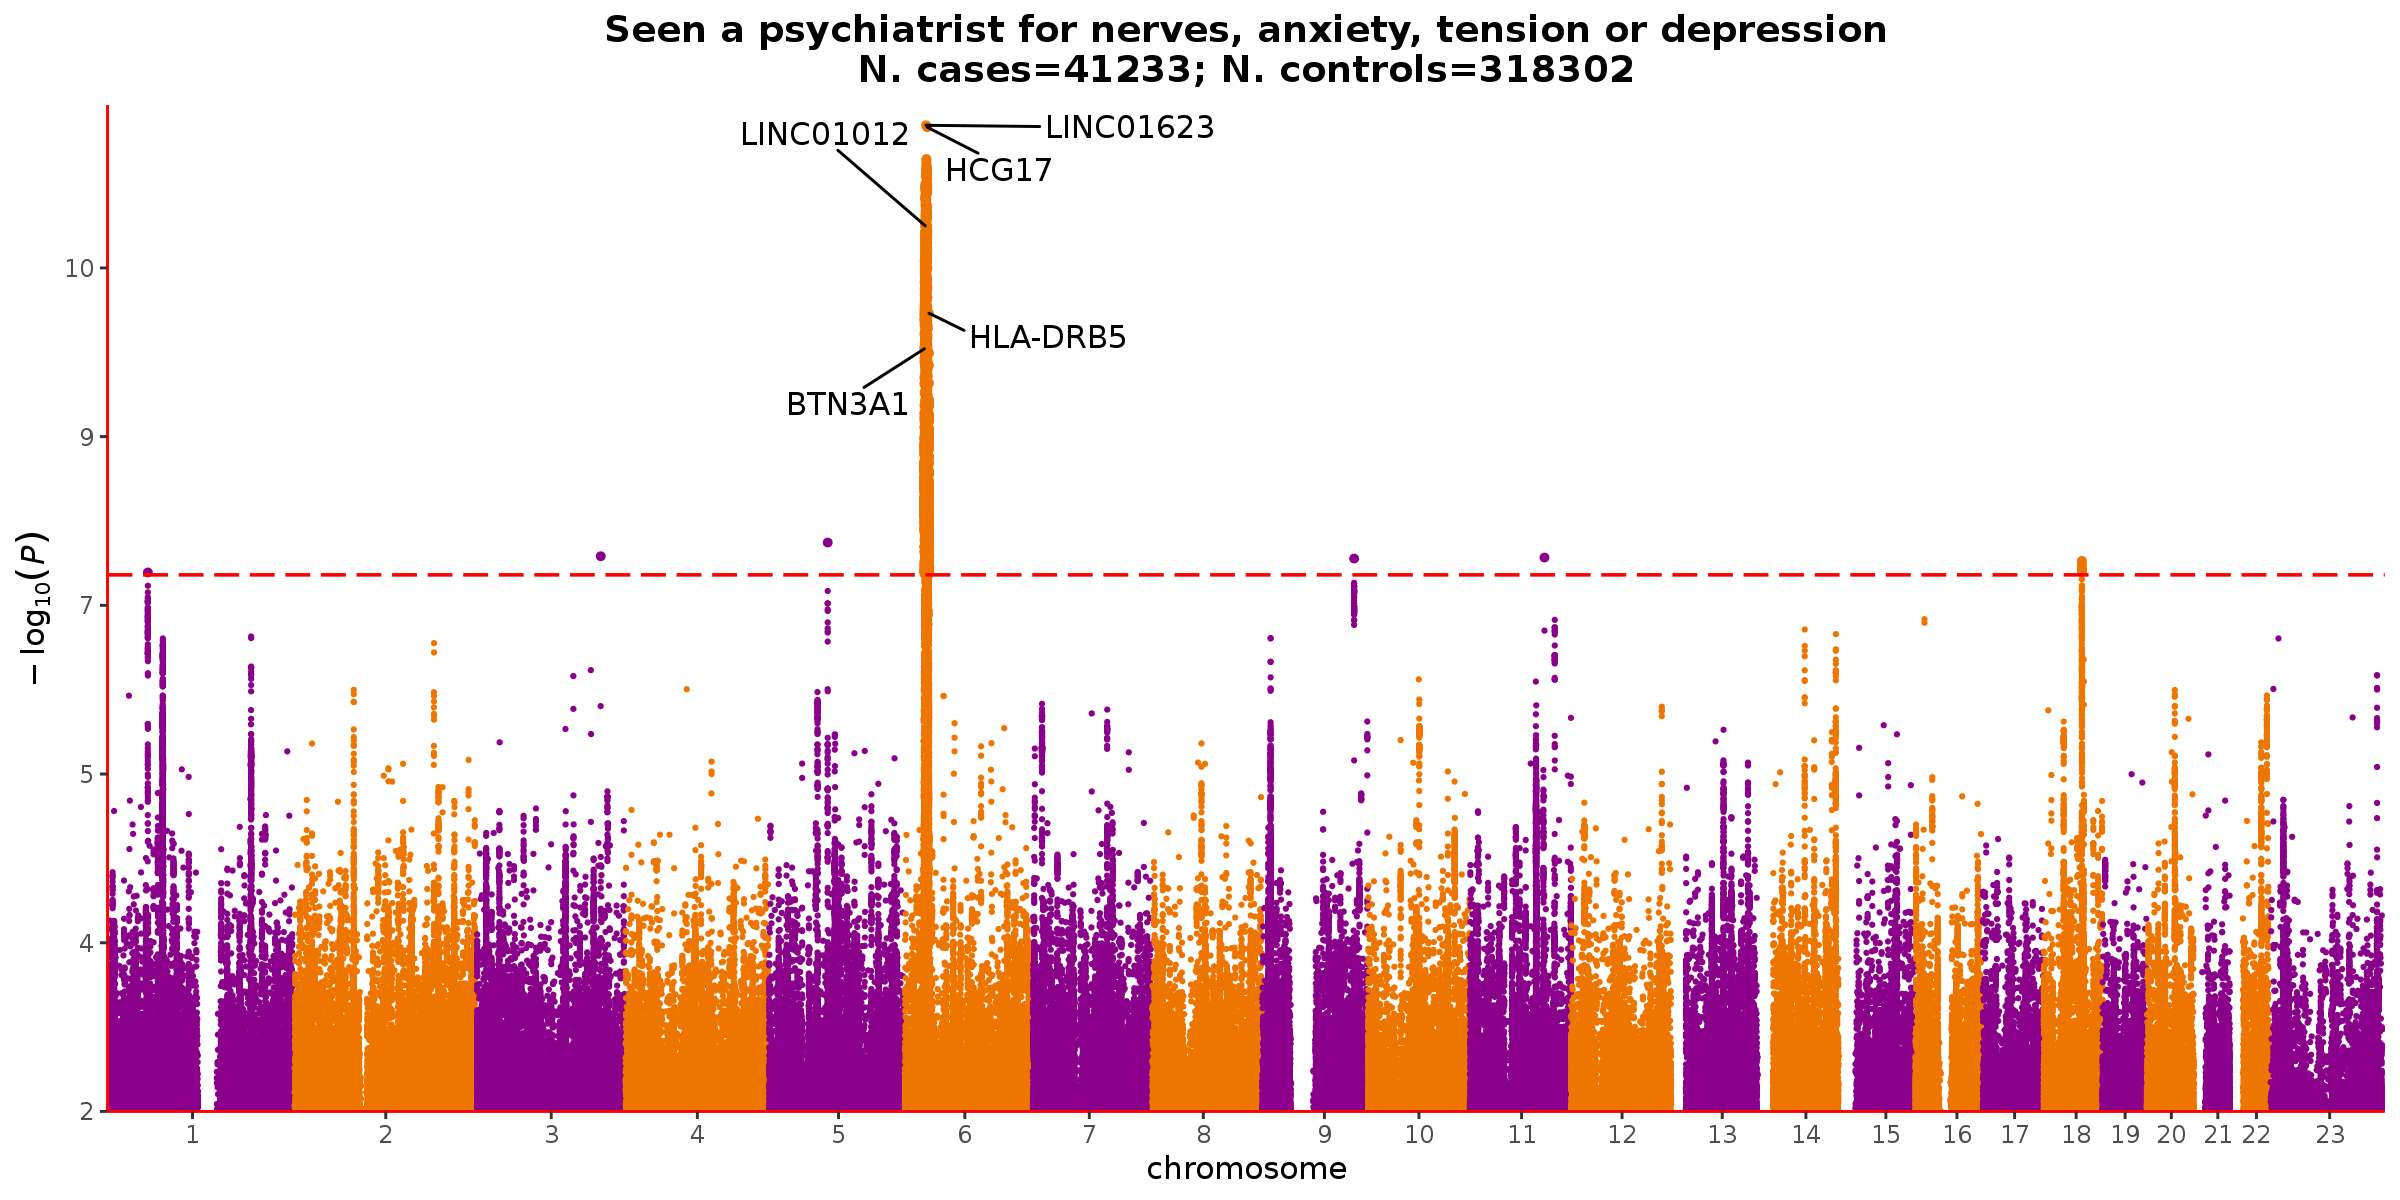 Seen a psychiatrist for nerves, anxiety, tension or depression
N. cases=41233; N. controls=318302
LINC01012
LINC01623
HCG17
HLA-DRB5
BTN3A1
10
9
7
5
4
2
− log₁₀(P)
1 2 3 4 5 6 7 8 9 10 11 12 13 14 15 16 17 18 19 20 21 22 23
chromosome